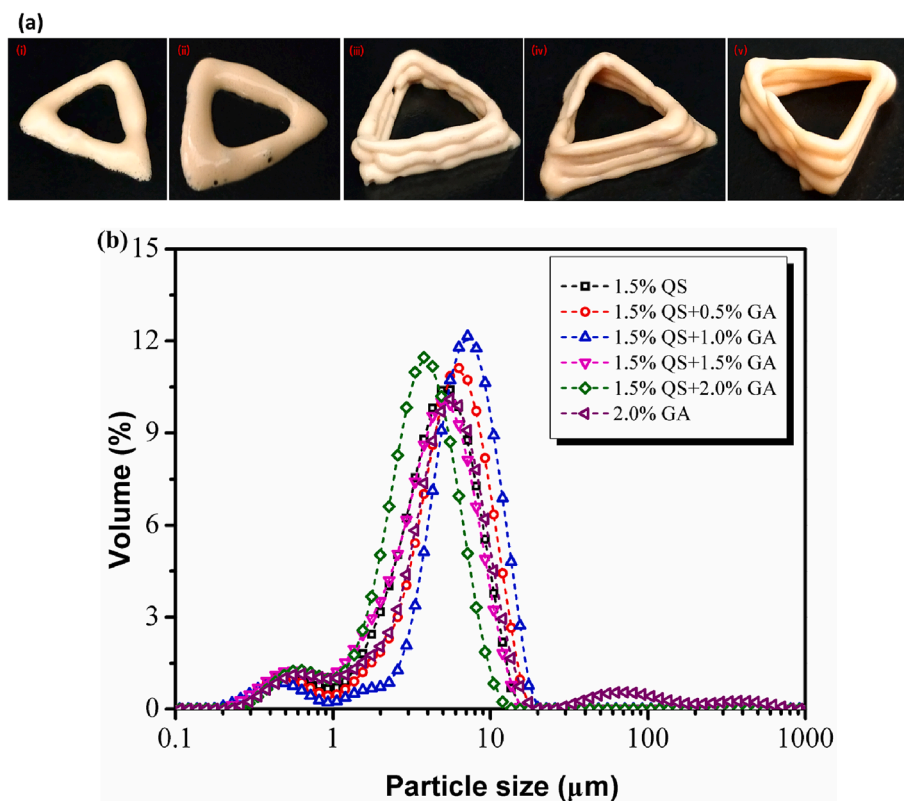 (a)
(i) (ii) (iii) (iv) (v)
(b)
15
12
9
6
3
0
Volume (%)
1.5% QS
1.5% QS+0.5% GA
1.5% QS+1.0% GA
1.5% QS+1.5% GA
1.5% QS+2.0% GA
2.0% GA
0.1 1 10 100 1000
Particle size (μm)